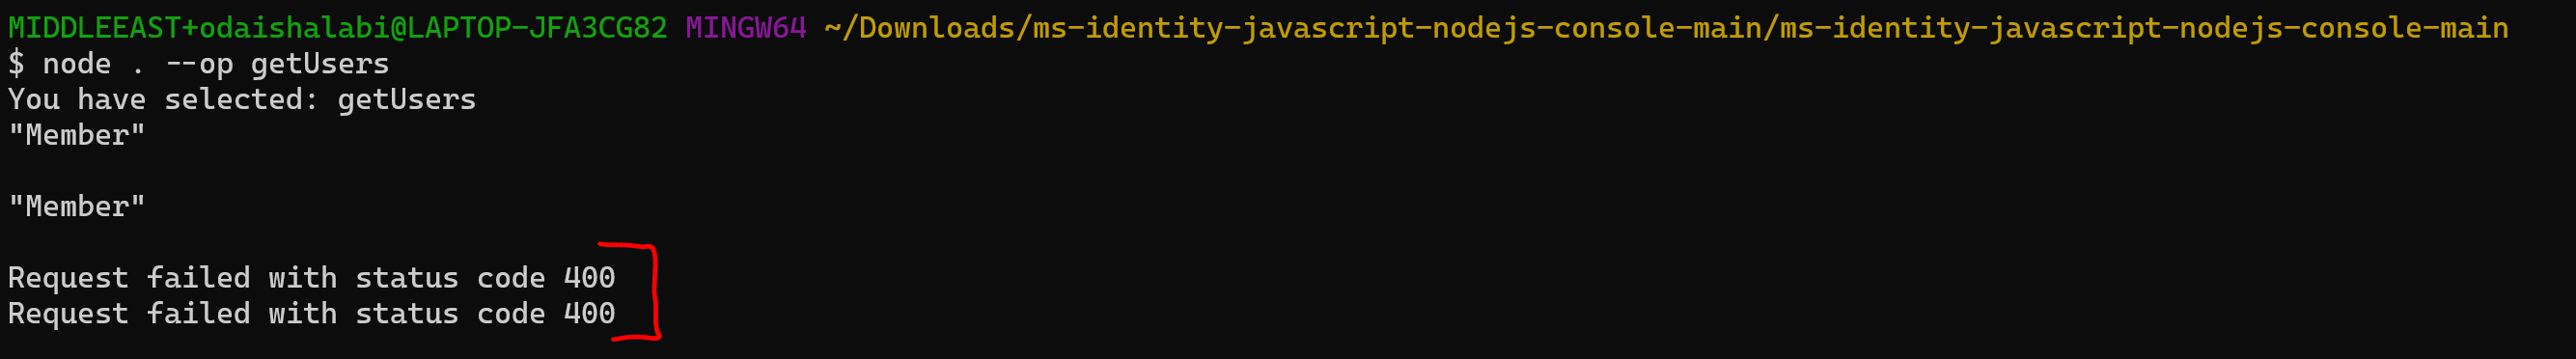 MIDDLEEAST+odaishalabi@LAPTOP-JFA3CG82 MINGW64 ~/Downloads/ms-identity-javascript-nodejs-console-main/ms-identity-javascript-nodejs-console-main
$ node . --op getUsers
You have selected: getUsers
"Member"
"Member"
Request failed with status code 400
Request failed with status code 400